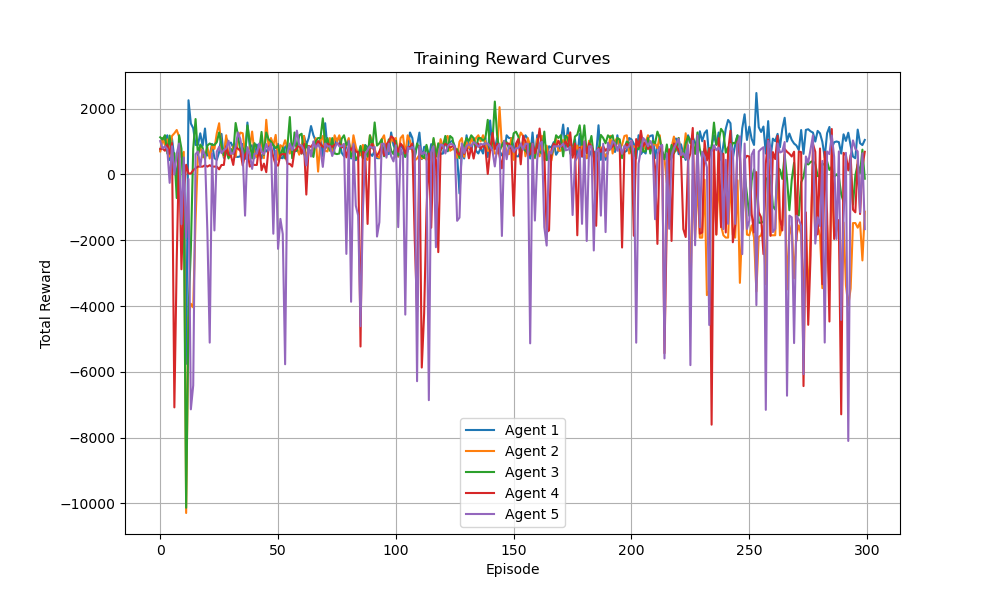 Training Reward Curves
Total Reward
2000
0
−2000
−4000
−6000
−8000
−10000
0
50
100
150
200
250
300
Episode
Agent 1
Agent 2
Agent 3
Agent 4
Agent 5